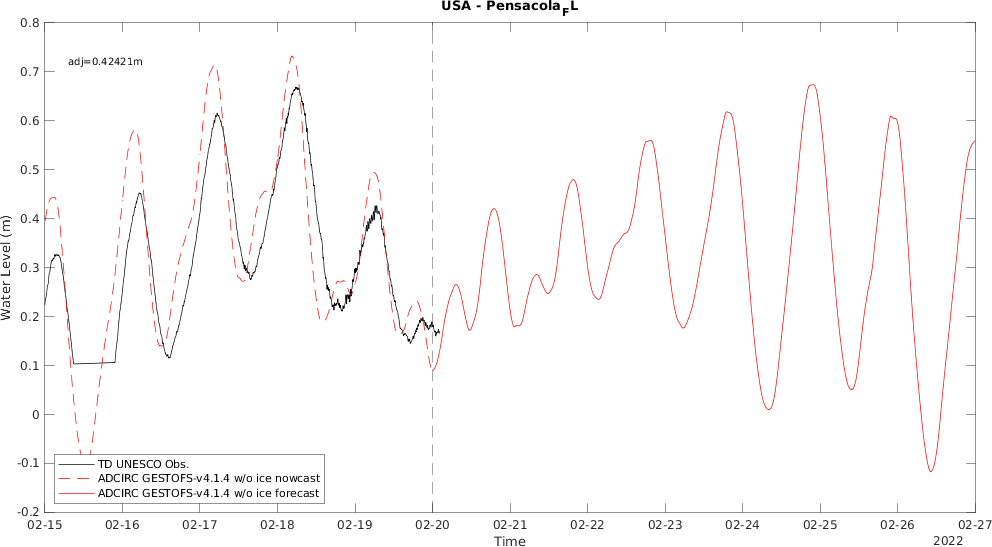 USA - Pensacola_FL
adj=0.42421m
Water Level (m)
0.8
0.7
0.6
0.5
0.4
0.3
0.2
0.1
0
-0.1
-0.2
TD UNESCO Obs.
ADCIRC GESTOFS-v4.1.4 w/o ice nowcast
ADCIRC GESTOFS-v4.1.4 w/o ice forecast
02-15 02-16 02-17 02-18 02-19 02-20 02-21 02-22 02-23 02-24 02-25 02-26 02-27
Time
2022